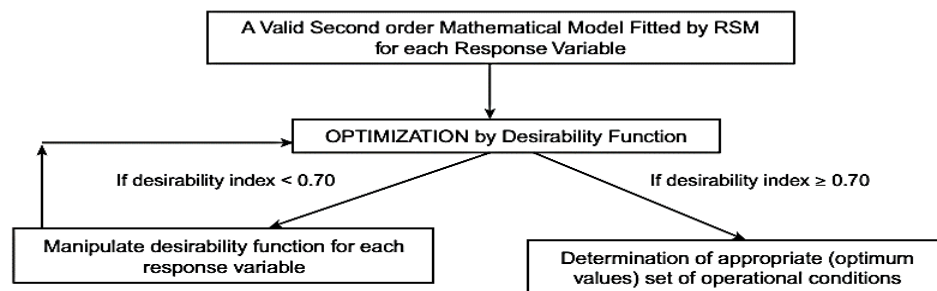 A Valid Second order Mathematical Model Fitted by RSM
for each Response Variable
OPTIMIZATION by Desirability Function
If desirability index < 0.70
If desirability index ≥ 0.70
Manipulate desirability function for each
response variable
Determination of appropriate (optimum
values) set of operational conditions